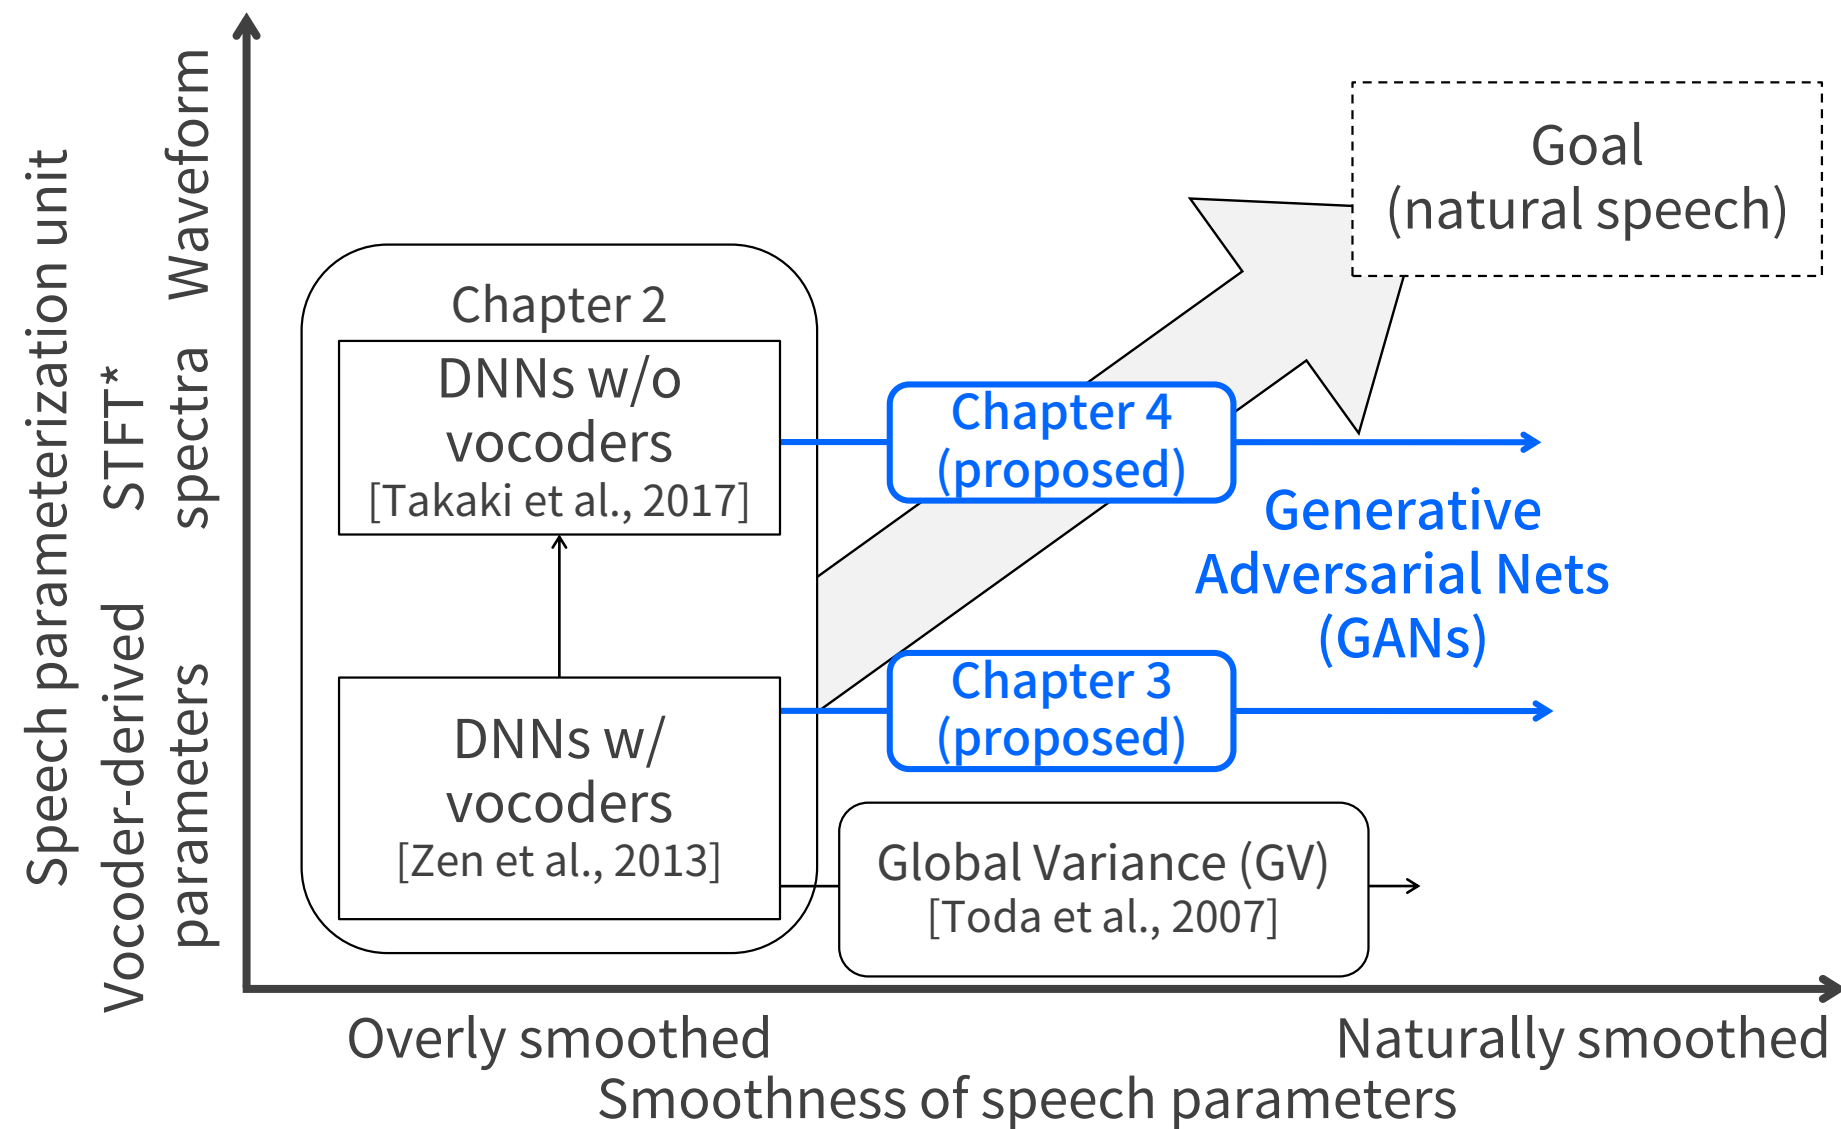 Speech parameterization unit
Waveform
STFT*
spectra
Vocoder-derived
parameters
Goal
(natural speech)
Chapter 2
DNNs w/o
vocoders
[Takaki et al., 2017]
Chapter 4
(proposed)
Generative
Adversarial Nets
(GANs)
DNNs w/
vocoders
[Zen et al., 2013]
Chapter 3
(proposed)
Global Variance (GV)
[Toda et al., 2007]
Overly smoothed
Naturally smoothed
Smoothness of speech parameters